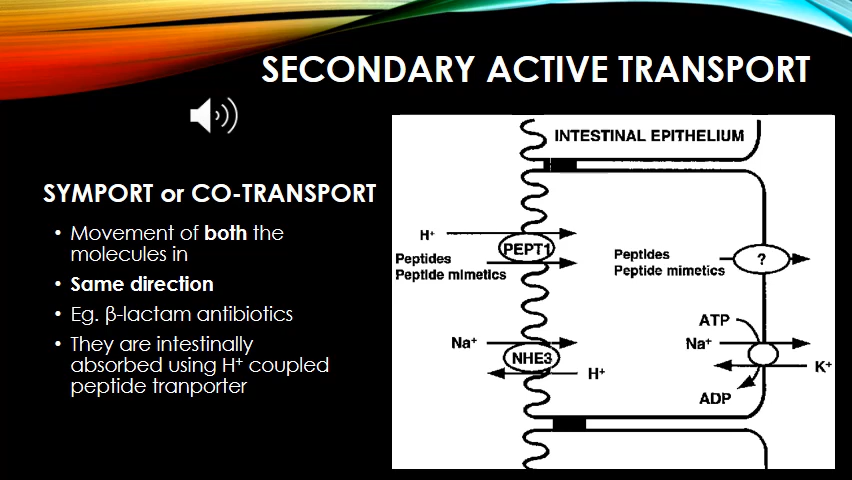 SECONDARY ACTIVE TRANSPORT
SYMPORT or CO-TRANSPORT
• Movement of both the
molecules in
• Same direction
• Eg. β-lactam antibiotics
• They are intestinally
absorbed using H⁺ coupled
peptide tranporter
INTESTINAL EPITHELIUM
H⁺
PEPT1
Peptides
Peptide mimetics
Peptides
Peptide mimetics
?
Na⁺
NHE3
H⁺
ATP
Na⁺
K⁺
ADP